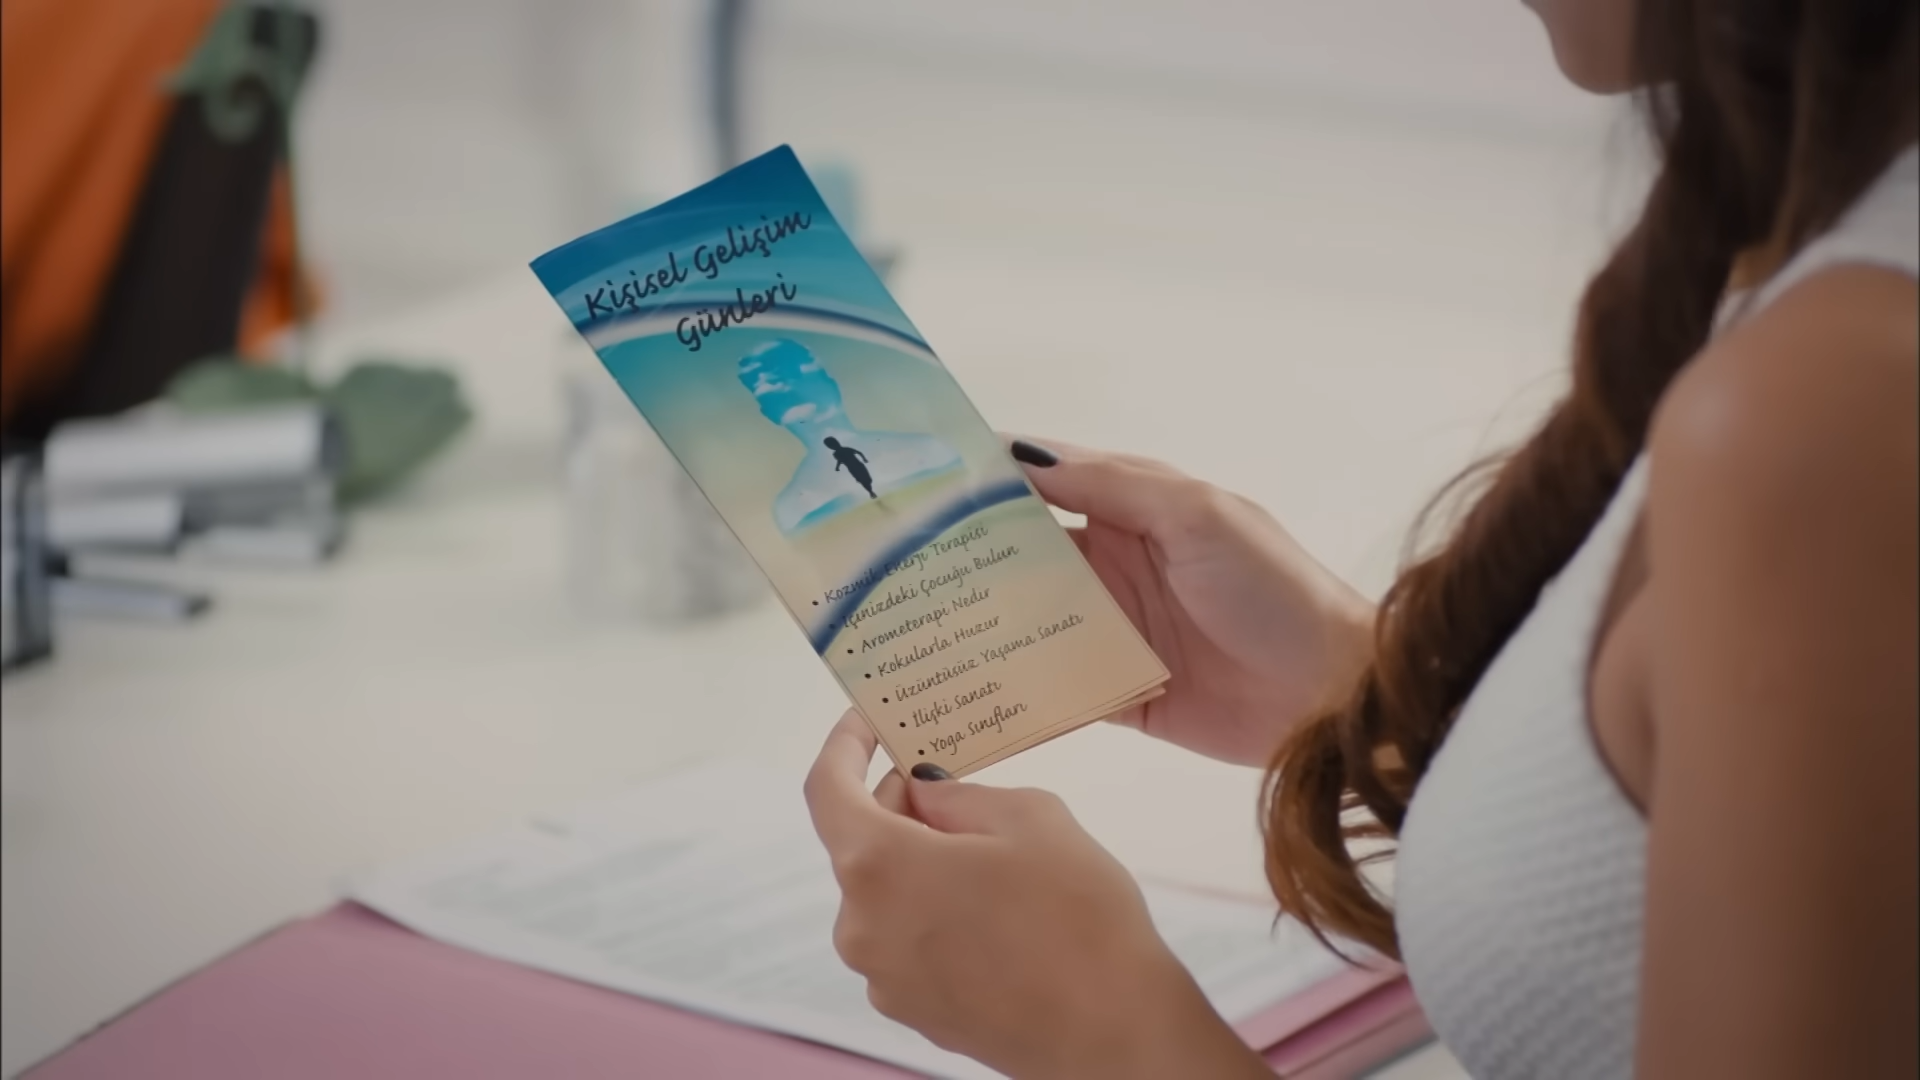 Kişisel Gelişim
Günleri
• Kozmik Enerji Terapisi
• İçinizdeki Çocuğu Bulun
• Arometerapi Nedir
• Kokularla Huzur
• Üzüntüsüz Yaşama Sanatı
• İlişki Sanatı
• Yoga Sınıfları